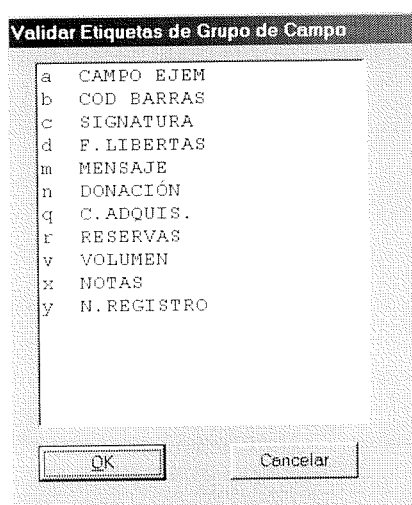 Validar Etiquetas de Grupo de Campo
a CAMPO EJEM
b COD BARRAS
c SIGNATURA
d F.LIBERTAS
m MENSAJE
n DONACIÓN
q C.ADQUIS.
r RESERVAS
v VOLUMEN
x NOTAS
y N.REGISTRO
OK Cancelar